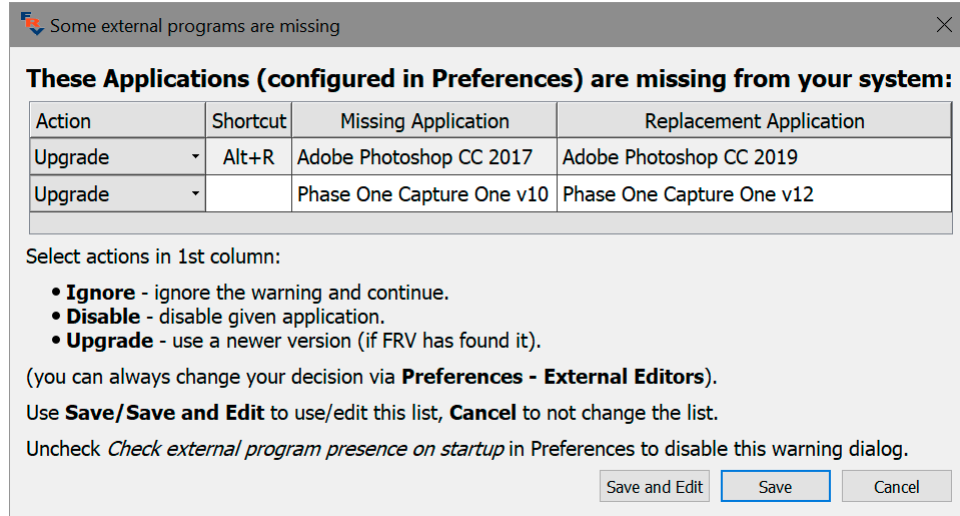 Some external programs are missing
These Applications (configured in Preferences) are missing from your system:
Action Shortcut Missing Application Replacement Application
Upgrade Alt+R Adobe Photoshop CC 2017 Adobe Photoshop CC 2019
Upgrade Phase One Capture One v10 Phase One Capture One v12
Select actions in 1st column:
• Ignore - ignore the warning and continue.
• Disable - disable given application.
• Upgrade - use a newer version (if FRV has found it).
(you can always change your decision via Preferences - External Editors).
Use Save/Save and Edit to use/edit this list, Cancel to not change the list.
Uncheck Check external program presence on startup in Preferences to disable this warning dialog.
Save and Edit Save Cancel